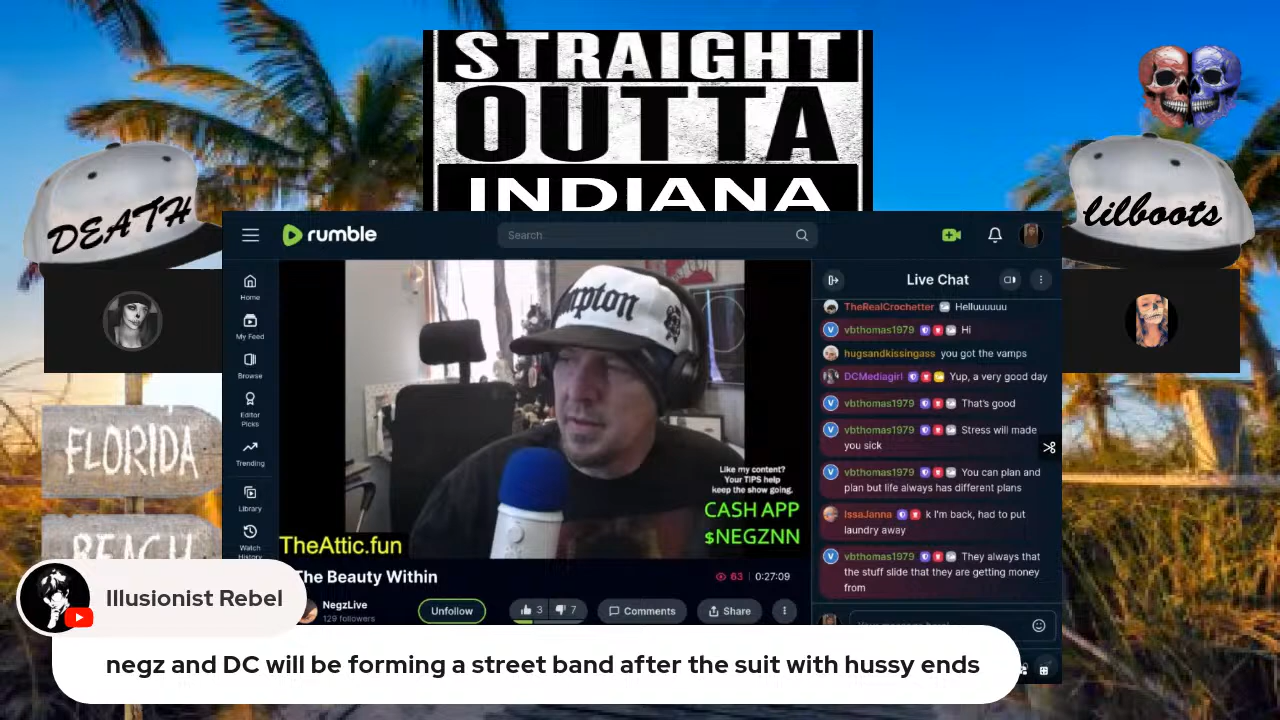 STRAIGHT
OUTTA
INDIANA
DEATH
lilboots
rumble
Search
Home
My Feed
Browse
Editor
Picks
Trending
Library
Watch
History
Live Chat
TheRealCrochetter Helluuuuuu
vbthomas1979 Hi
hugsandkissingass you got the vamps
DCMediagirl Yup, a very good day
vbthomas1979 That's good
vbthomas1979 Stress will made
you sick
vbthomas1979 You can plan and
plan but life always has different plans
IssaJanna k I'm back, had to put
laundry away
vbthomas1979 They always that
the stuff slide that they are getting money
from
Compton
Like my content?
Your TIPS help
keep the show going.
CASH APP
$NEGZNN
TheAttic.fun
FLORIDA
BEACH
The Beauty Within
63 0:27:09
NegzLive
129 followers
Unfollow
3 7
Comments
Share
Illusionist Rebel
negz and DC will be forming a street band after the suit with hussy ends